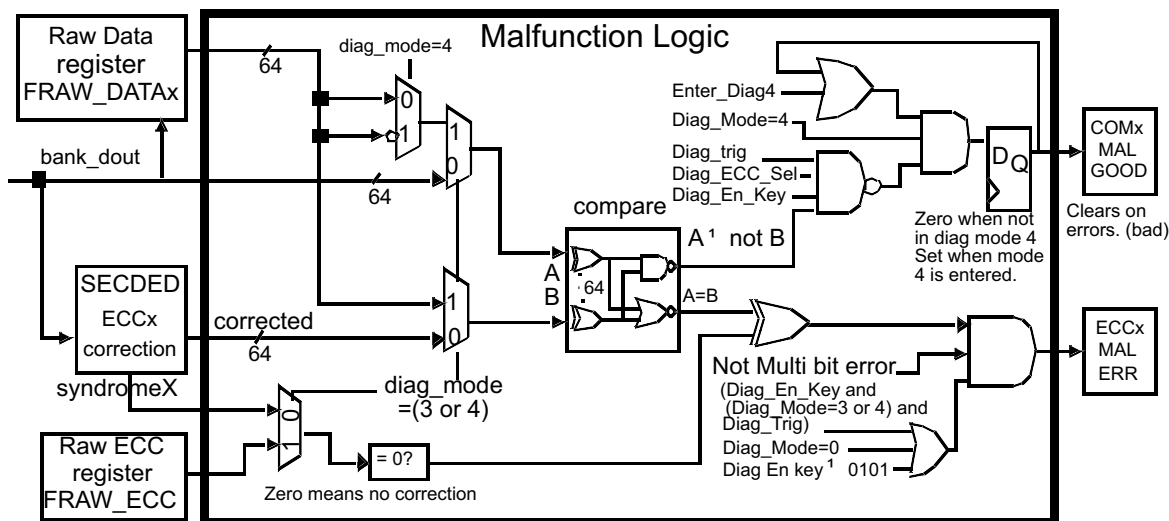 Raw Data
register
FRAW_DATAx
64
diag_mode=4
Malfunction Logic
0
1
1
0
bank_dout
64
Enter_Diag4
Diag_Mode=4
Diag_trig
Diag_ECC_Sel
Diag_En_Key
D Q
COMx
MAL
GOOD
Zero when not
in diag mode 4
Set when mode
4 is entered.
Clears on
errors. (bad)
compare
A
B
64
A ¹ not B
A=B
SECDED
ECCx
correction
corrected
64
1
0
syndromeX
diag_mode
=(3 or 4)
0
1
Raw ECC
register
FRAW_ECC
= 0?
Zero means no correction
Not Multi bit error
(Diag_En_Key and
(Diag_Mode=3 or 4) and
Diag_Trig)
Diag_Mode=0
Diag En key ¹ 0101
ECCx
MAL
ERR